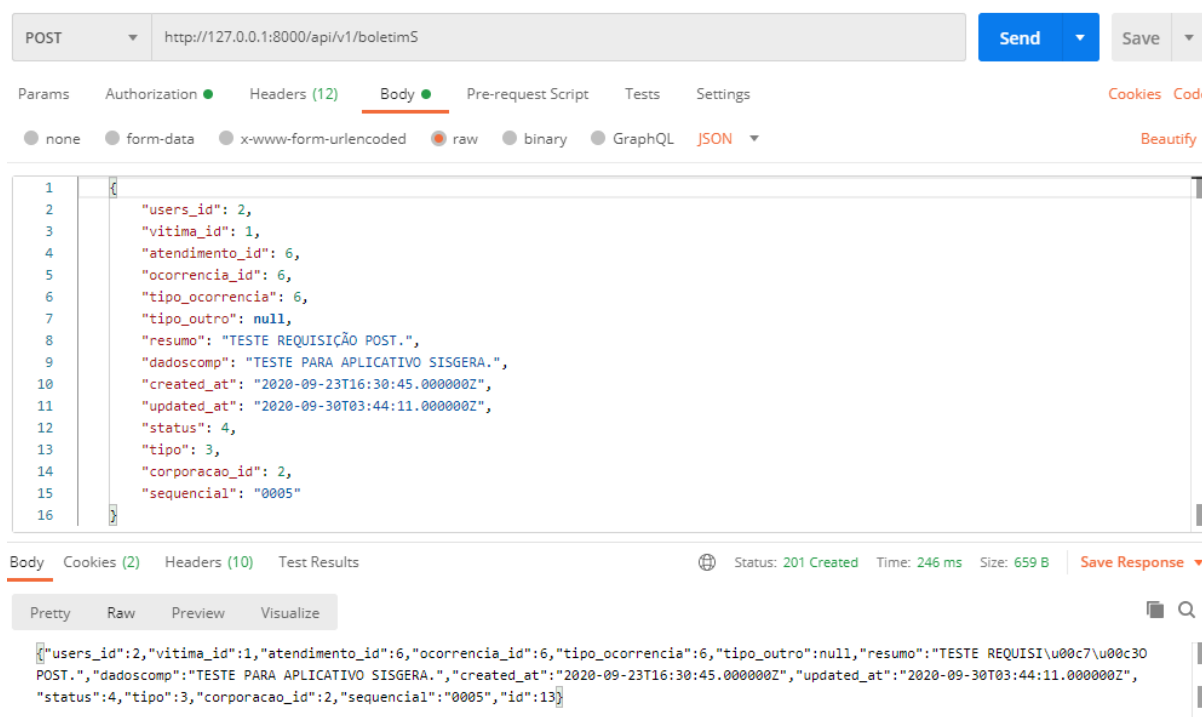 POST http://127.0.0.1:8000/api/v1/boletimS Send Save
Params Authorization Headers (12) Body Pre-request Script Tests Settings Cookies Code
none form-data x-www-form-urlencoded raw binary GraphQL JSON Beautify
1 {
2 "users_id": 2,
3 "vitima_id": 1,
4 "atendimento_id": 6,
5 "ocorrencia_id": 6,
6 "tipo_ocorrencia": 6,
7 "tipo_outro": null,
8 "resumo": "TESTE REQUISIÇÃO POST.",
9 "dadoscomp": "TESTE PARA APLICATIVO SISGERA.",
10 "created_at": "2020-09-23T16:30:45.000000Z",
11 "updated_at": "2020-09-30T03:44:11.000000Z",
12 "status": 4,
13 "tipo": 3,
14 "corporacao_id": 2,
15 "sequencial": "0005"
16 }
Body Cookies (2) Headers (10) Test Results Status: 201 Created Time: 246 ms Size: 659 B Save Response
Pretty Raw Preview Visualize
{"users_id":2,"vitima_id":1,"atendimento_id":6,"ocorrencia_id":6,"tipo_ocorrencia":6,"tipo_outro":null,"resumo":"TESTE REQUISI\u00c7\u00c3O
POST.","dadoscomp":"TESTE PARA APLICATIVO SISGERA.","created_at":"2020-09-23T16:30:45.000000Z","updated_at":"2020-09-30T03:44:11.000000Z",
"status":4,"tipo":3,"corporacao_id":2,"sequencial":"0005","id":13}